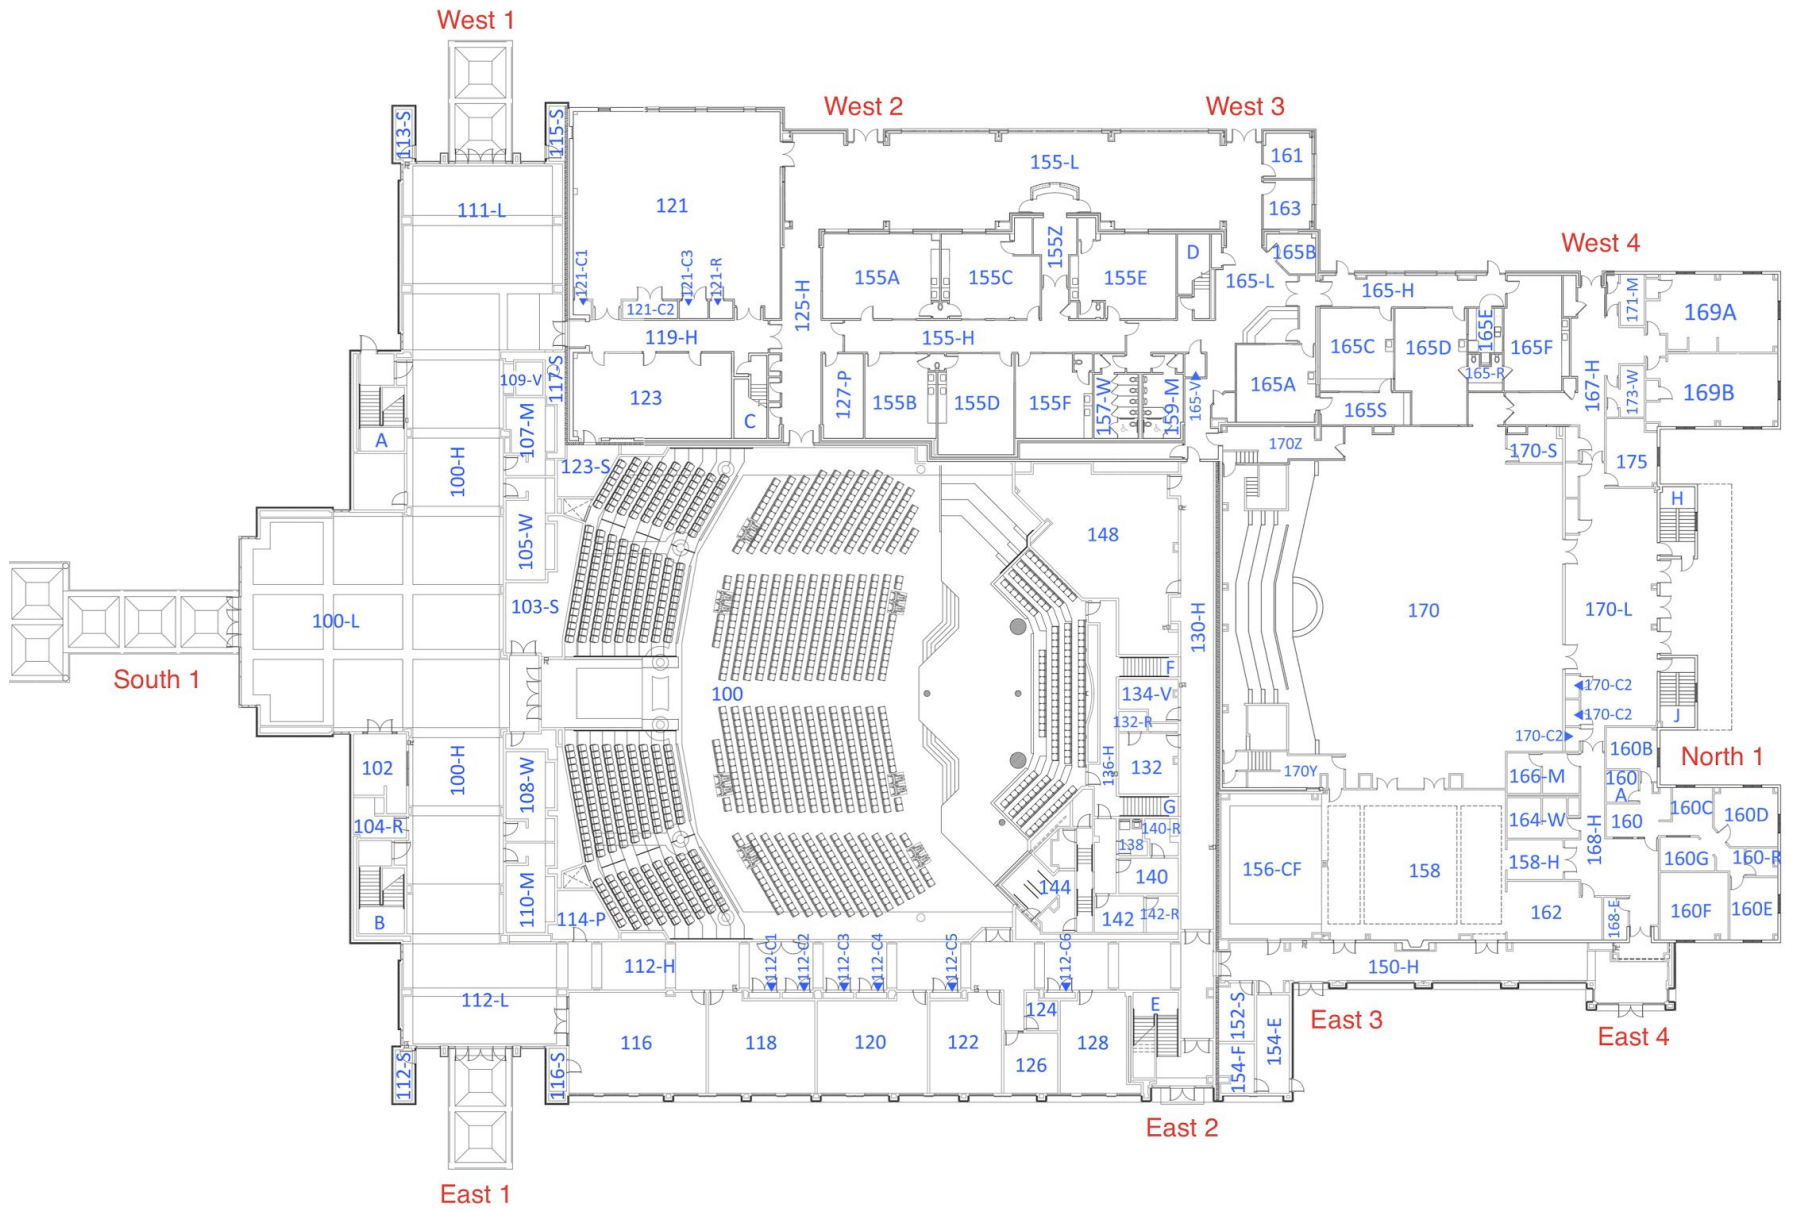 West 1
West 2
West 3
113-S
115-S
161
155-L
163
121
111-L
West 4
155Z
165B
D
121-C1
121-C3
121-R
155A
155C
155E
165-L
165-H
171-M
169A
125-H
121-C2
119-H
155-H
165E
165C
165D
165F
167-H
117-S
109-V
165-R
165A
169B
123
127-P
155B
155D
155F
157-W
159-M
165-V
173-W
165S
C
107-M
A
170Z
170-S
175
123-S
100-H
H
105-W
148
103-S
170
170-L
100-L
130-H
F
South 1
100
134-V
170-C2
170-C2
J
132-R
170-C2
160B
North 1
100-H
102
108-W
136-H
132
170Y
166-M
160
A
G
160C
160D
104-R
140-R
138
164-W
160
168-H
158-H
160G
160-R
156-CF
158
140
144
110-M
B
114-P
142
142-R
162
168-E
160F
160E
112-H
112-C1
112-c2
112-C3
112-C4
112-C5
112-C6
150-H
112-L
124
E
152-S
East 3
East 4
116
118
120
122
126
128
154-F
154-E
112-S
116-S
East 2
East 1